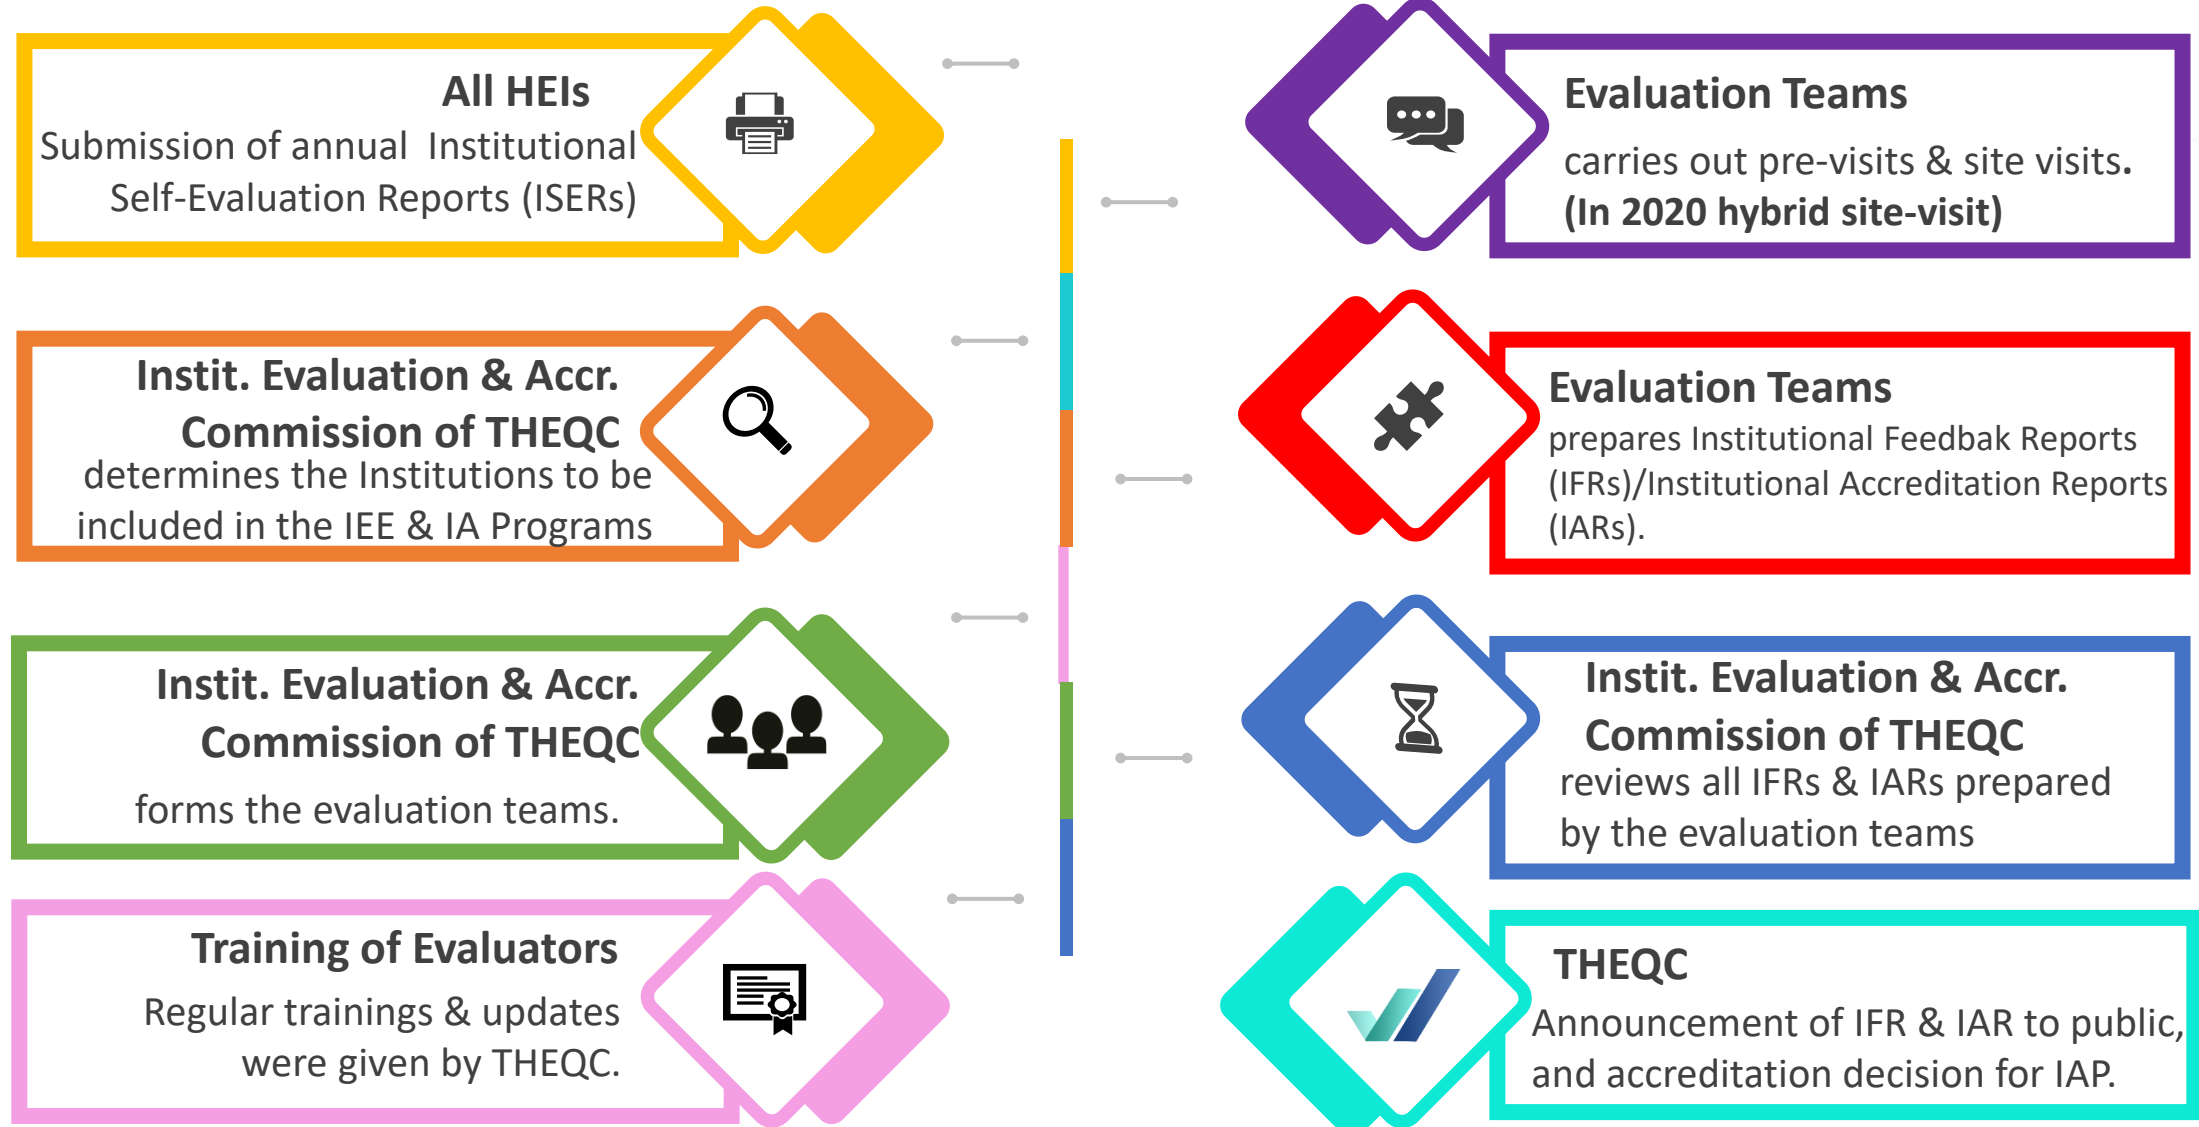 All HEIs
Submission of annual Institutional
Self-Evaluation Reports (ISERs)
Instit. Evaluation & Accr.
Commission of THEQC
determines the Institutions to be
included in the IEE & IA Programs
Instit. Evaluation & Accr.
Commission of THEQC
forms the evaluation teams.
Training of Evaluators
Regular trainings & updates
were given by THEQC.
Evaluation Teams
carries out pre-visits & site visits.
(In 2020 hybrid site-visit)
Evaluation Teams
prepares Institutional Feedbak Reports
(IFRs)/Institutional Accreditation Reports
(IARs).
Instit. Evaluation & Accr.
Commission of THEQC
reviews all IFRs & IARs prepared
by the evaluation teams
THEQC
Announcement of IFR & IAR to public,
and accreditation decision for IAP.